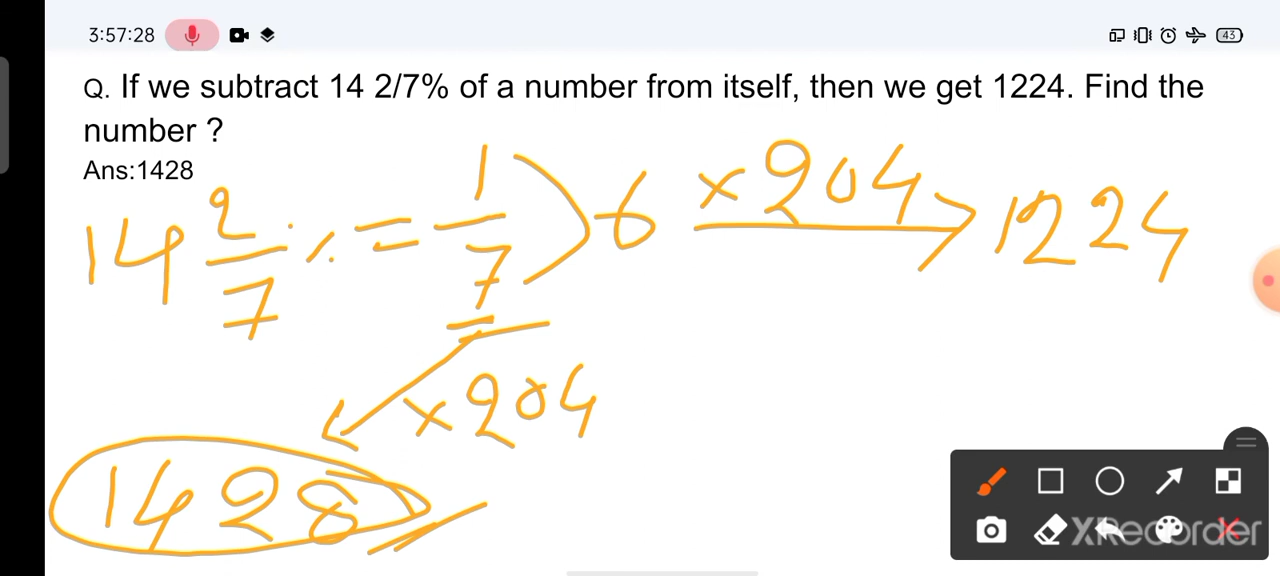 3:57:28 43
Q. If we subtract 14 2/7% of a number from itself, then we get 1224. Find the
number ?
Ans:1428
14 2/7 % = 1/7 ) 6 ×204 1224
×204
1428
XRecorder